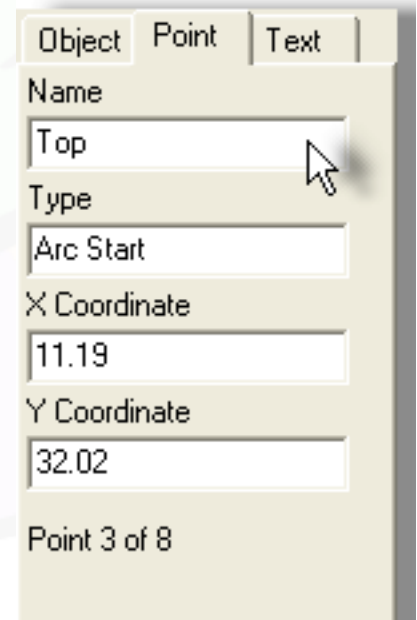 Object Point Text
Name
Top
Type
Arc Start
X Coordinate
11.19
Y Coordinate
32.02
Point 3 of 8